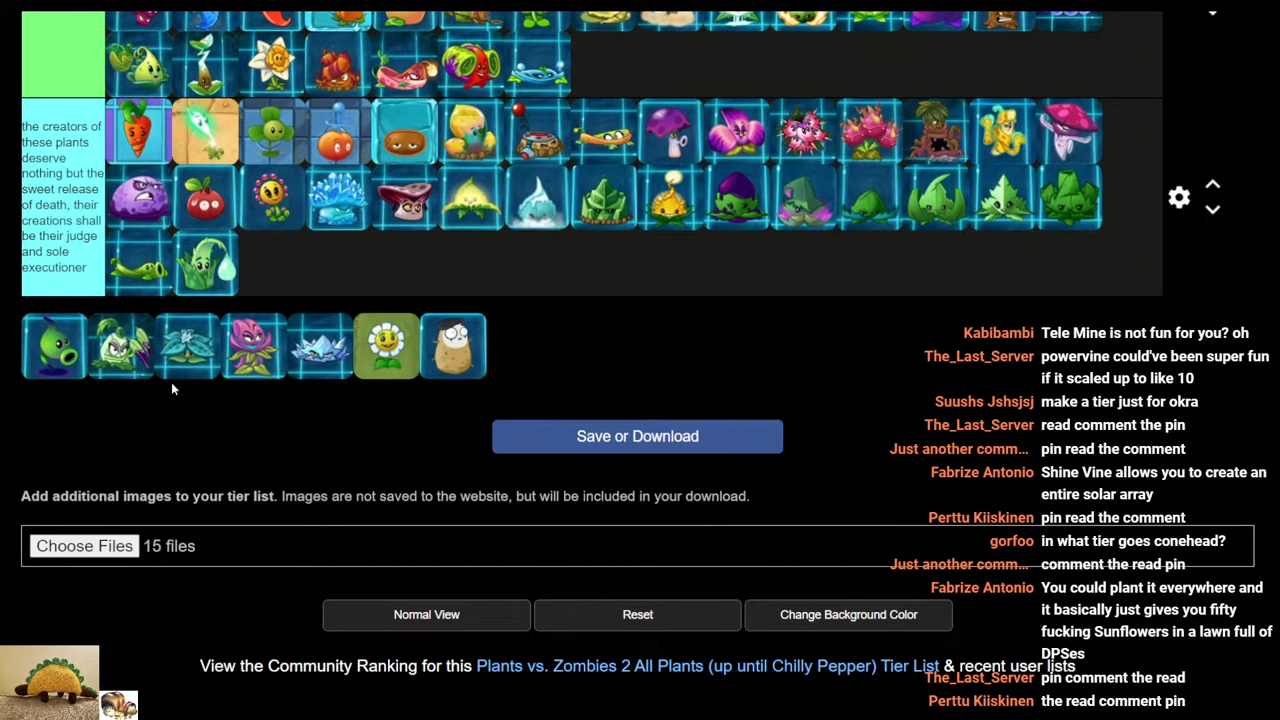 the creators of
these plants
deserve
nothing but the
sweet release
of death, their
creations shall
be their judge
and sole
executioner
Kabibambi Tele Mine is not fun for you? oh
The_Last_Server powervine could've been super fun
if it scaled up to like 10
Suushs Jshsjsj make a tier just for okra
The_Last_Server read comment the pin
Just another comm... pin read the comment
Fabrize Antonio Shine Vine allows you to create an
entire solar array
Perttu Kiiskinen pin read the comment
gorfoo in what tier goes conehead?
Just another comm... comment the read pin
Fabrize Antonio You could plant it everywhere and
it basically just gives you fifty
fucking Sunflowers in a lawn full of
DPSes
The_Last_Server pin comment the read
Perttu Kiiskinen the read comment pin
Save or Download
Add additional images to your tier list. Images are not saved to the website, but will be included in your download.
Choose Files 15 files
Normal View
Reset
Change Background Color
View the Community Ranking for this Plants vs. Zombies 2 All Plants (up until Chilly Pepper) Tier List & recent user lists